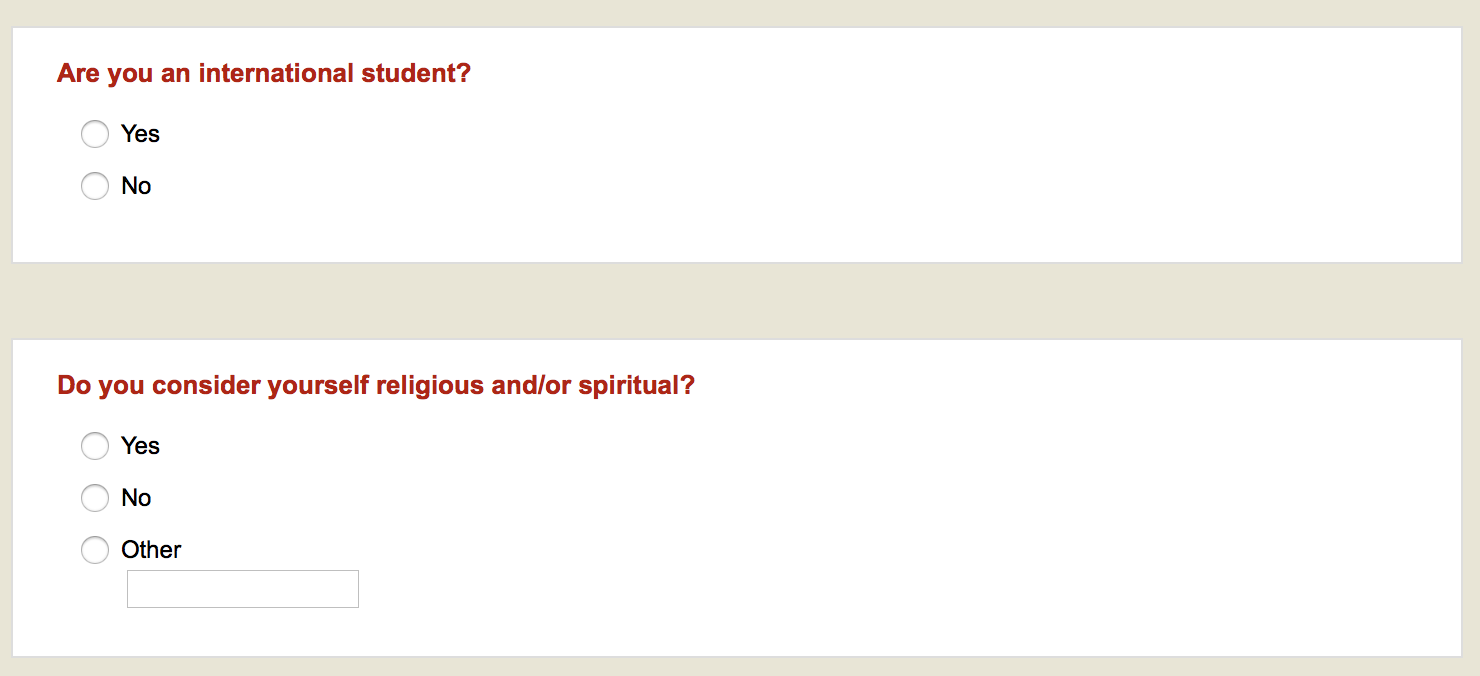 Are you an international student?
Yes
No
Do you consider yourself religious and/or spiritual?
Yes
No
Other